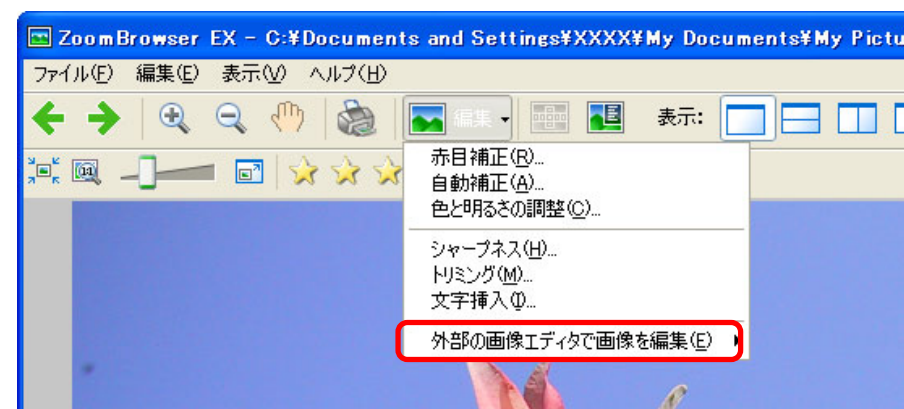 ZoomBrowser EX - C:¥Documents and Settings¥XXXX¥My Documents¥My Pictu
ファイル(F) 編集(E) 表示(V) ヘルプ(H)
編集 表示:
赤目補正(R)...
自動補正(A)...
色と明るさの調整(C)...
シャープネス(H)...
トリミング(M)...
文字挿入(I)...
外部の画像エディタで画像を編集(E)